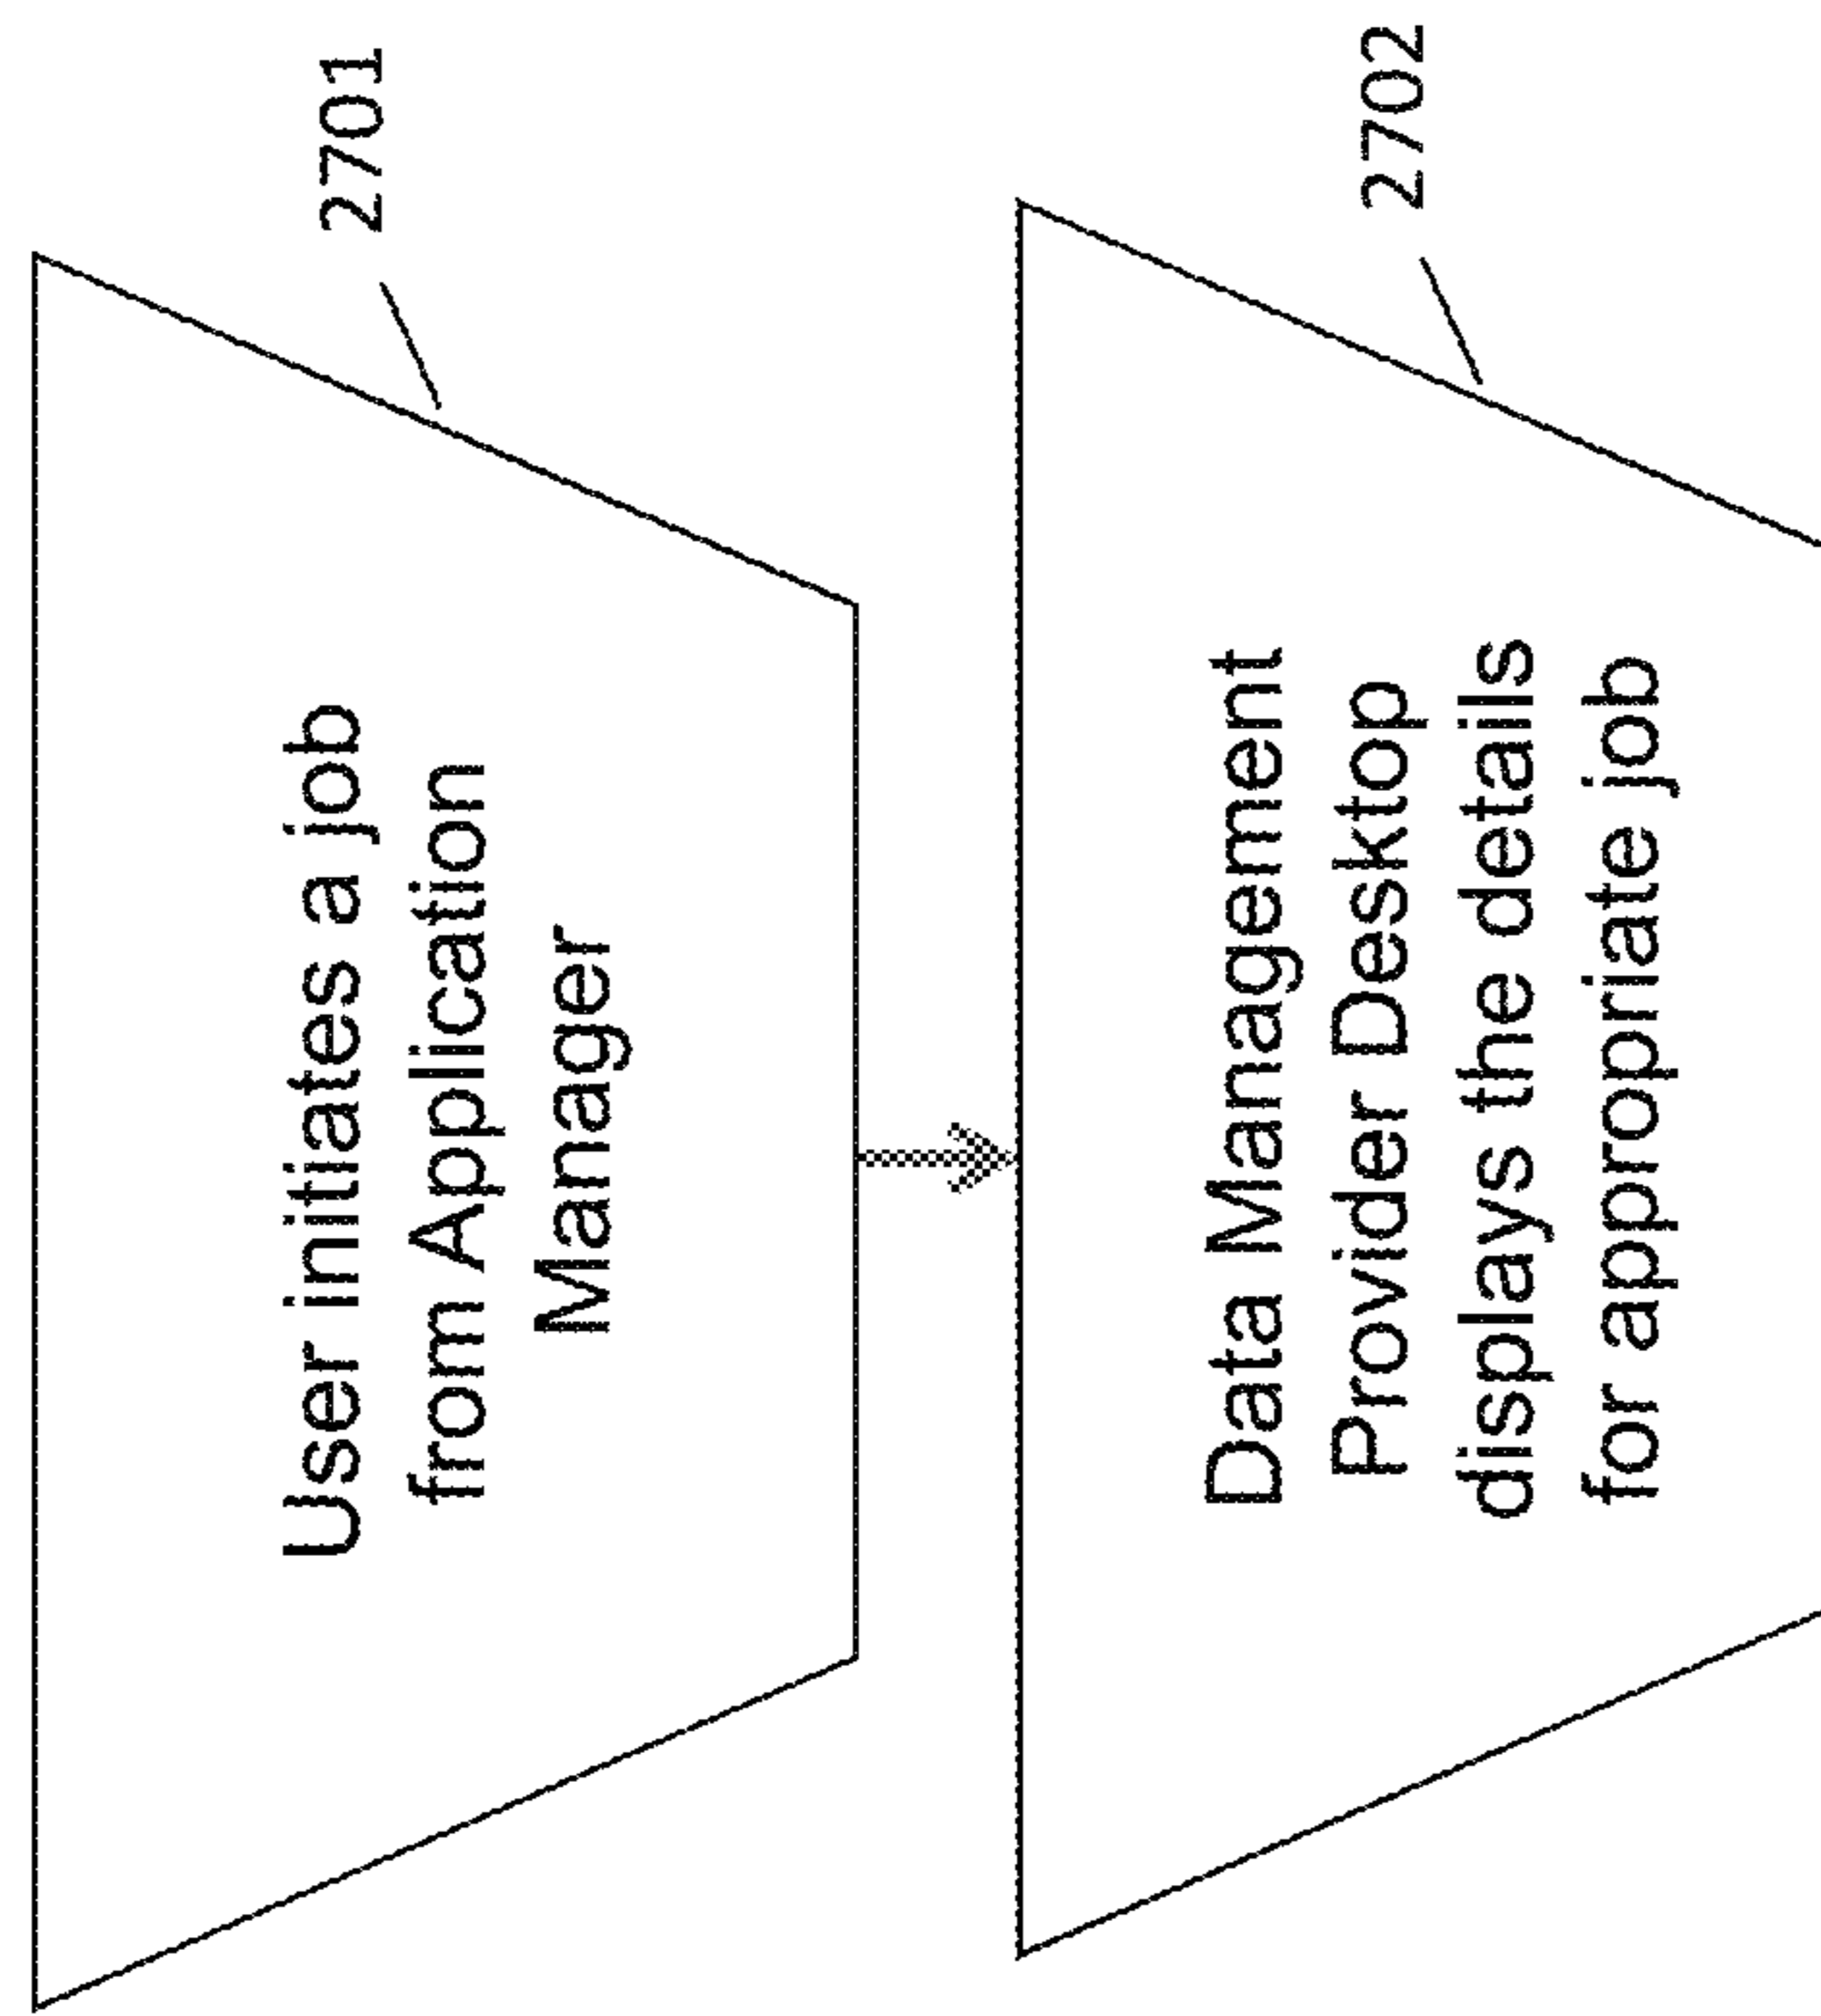 User initiates a job
from Application
Manager
2701
Data Management
Provider Desktop
displays the details
for appropriate job
2702